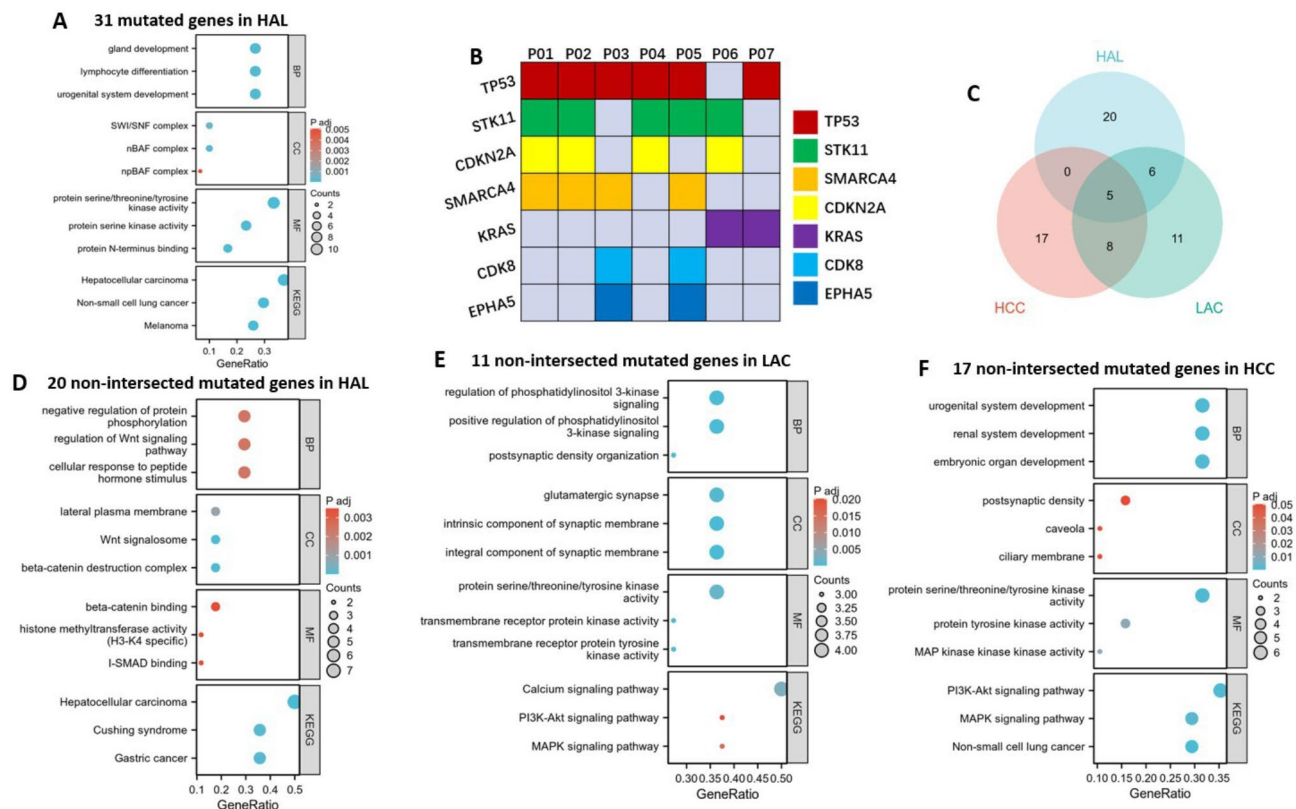 A 31 mutated genes in HAL
gland development
lymphocyte differentiation
urogenital system development
BP
SWI/SNF complex
nBAF complex
npBAF complex
CC
protein serine/threonine/tyrosine
kinase activity
protein serine kinase activity
protein N-terminus binding
MF
Hepatocellular carcinoma
Non-small cell lung cancer
Melanoma
KEGG
0.1 0.2 0.3
GeneRatio
P adj
0.005
0.004
0.003
0.002
0.001
Counts
2
4
6
8
10
B
P01 P02 P03 P04 P05 P06 P07
TP53
STK11
CDKN2A
SMARCA4
KRAS
CDK8
EPHA5
TP53
STK11
SMARCA4
CDKN2A
KRAS
CDK8
EPHA5
C
HAL
20
0
6
5
17
8
11
HCC
LAC
D 20 non-intersected mutated genes in HAL
negative regulation of protein
phosphorylation
regulation of Wnt signaling
pathway
cellular response to peptide
hormone stimulus
BP
lateral plasma membrane
Wnt signalosome
beta-catenin destruction complex
CC
beta-catenin binding
histone methyltransferase activity
(H3-K4 specific)
I-SMAD binding
MF
Hepatocellular carcinoma
Cushing syndrome
Gastric cancer
KEGG
0.1 0.2 0.3 0.4 0.5
GeneRatio
P adj
0.003
0.002
0.001
Counts
2
3
4
5
6
7
E 11 non-intersected mutated genes in LAC
regulation of phosphatidylinositol 3-kinase
signaling
positive regulation of phosphatidylinositol
3-kinase signaling
postsynaptic density organization
BP
glutamatergic synapse
intrinsic component of synaptic membrane
integral component of synaptic membrane
CC
protein serine/threonine/tyrosine kinase
activity
transmembrane receptor protein kinase activity
transmembrane receptor protein tyrosine
kinase activity
MF
Calcium signaling pathway
PI3K-Akt signaling pathway
MAPK signaling pathway
KEGG
0.30 0.35 0.40 0.45 0.50
GeneRatio
P adj
0.020
0.015
0.010
0.005
Counts
3.00
3.25
3.50
3.75
4.00
F 17 non-intersected mutated genes in HCC
urogenital system development
renal system development
embryonic organ development
BP
postsynaptic density
caveola
ciliary membrane
CC
protein serine/threonine/tyrosine kinase
activity
protein tyrosine kinase activity
MAP kinase kinase kinase activity
MF
PI3K-Akt signaling pathway
MAPK signaling pathway
Non-small cell lung cancer
KEGG
0.10 0.15 0.20 0.25 0.30 0.35
GeneRatio
P adj
0.05
0.04
0.03
0.02
0.01
Counts
2
3
4
5
6